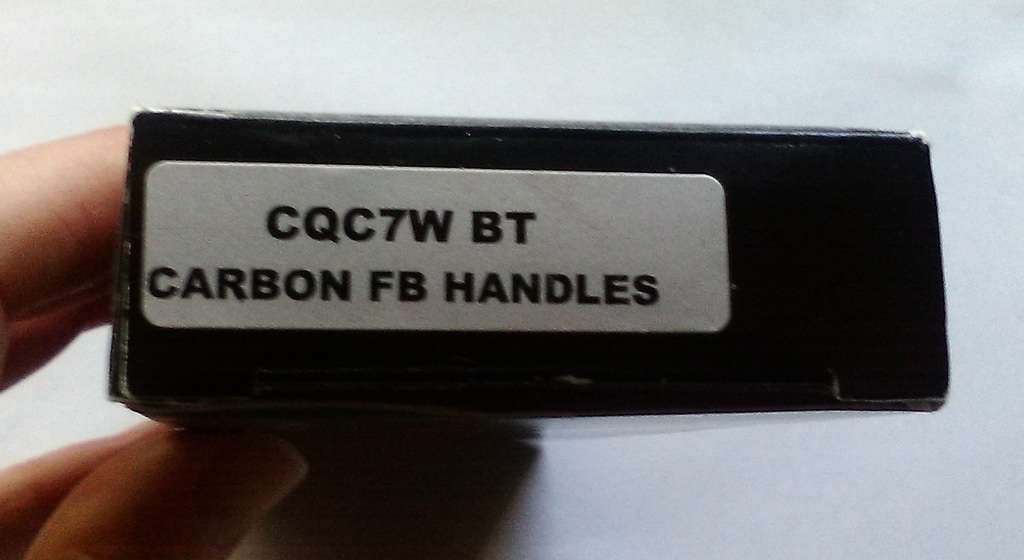 CQC7W BT
CARBON FB HANDLES